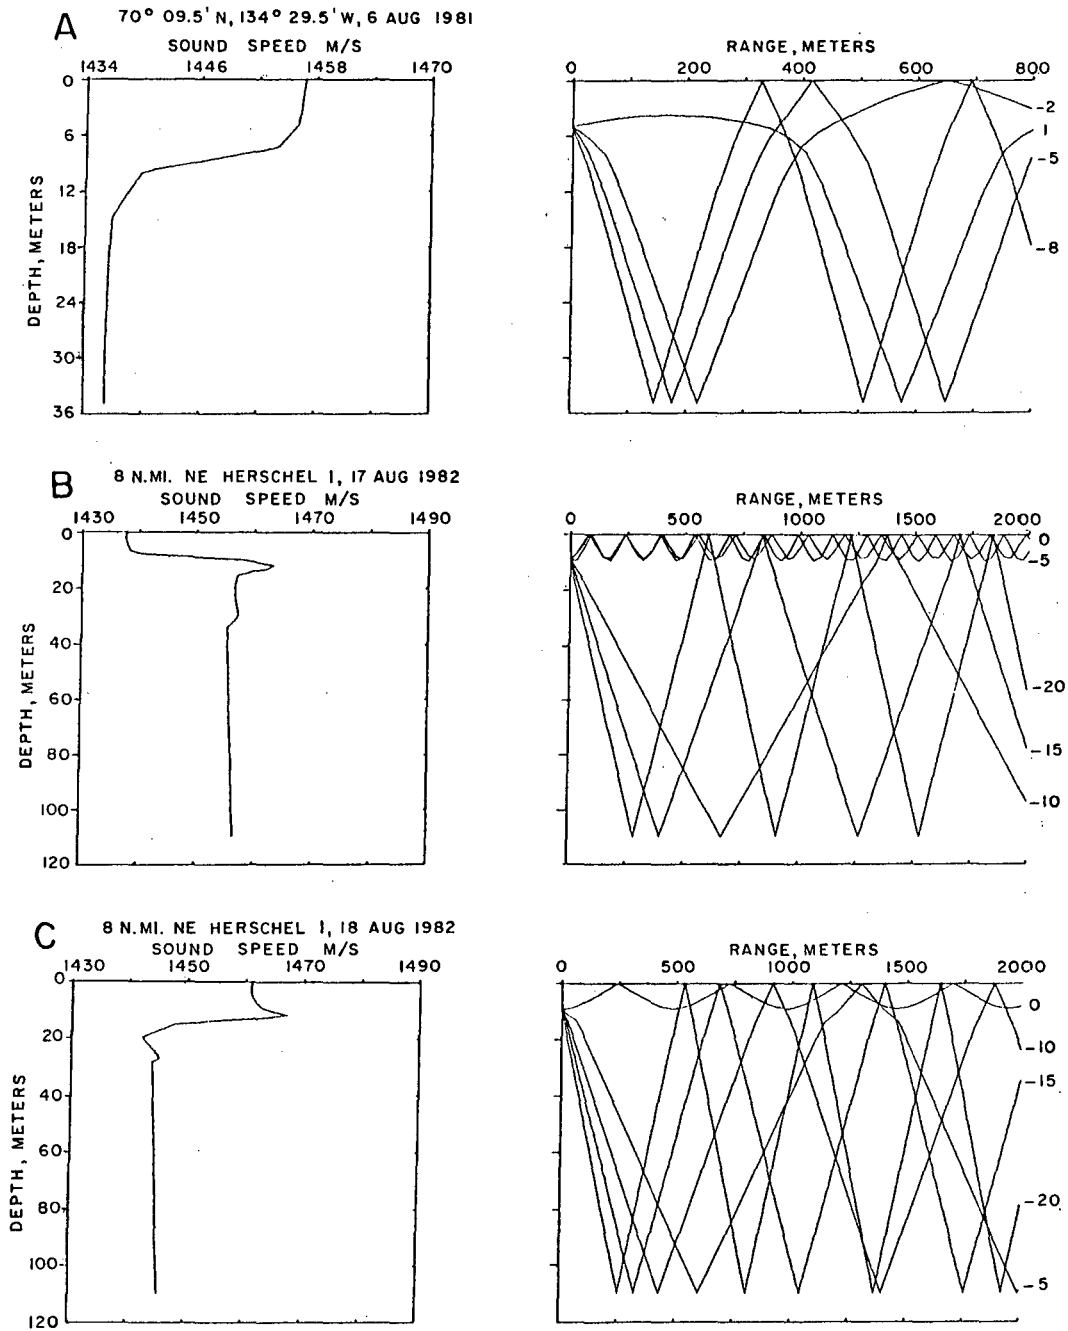 A
70° 09.5' N, 134° 29.5' W, 6 AUG 1981
SOUND SPEED M/S
1434 1446 1458 1470
0
6
12
18
24
30
36
DEPTH, METERS
RANGE, METERS
0 200 400 600 800
-2
1
-5
-8
B
8 N.MI. NE HERSCHEL I, 17 AUG 1982
SOUND SPEED M/S
1430 1450 1470 1490
0
20
40
60
80
100
120
DEPTH, METERS
RANGE, METERS
0 500 1000 1500 2000
0
-5
-20
-15
-10
C
8 N.MI. NE HERSCHEL I, 18 AUG 1982
SOUND SPEED M/S
1430 1450 1470 1490
0
20
40
60
80
100
120
DEPTH, METERS
RANGE, METERS
0 500 1000 1500 2000
0
-10
-15
-20
-5